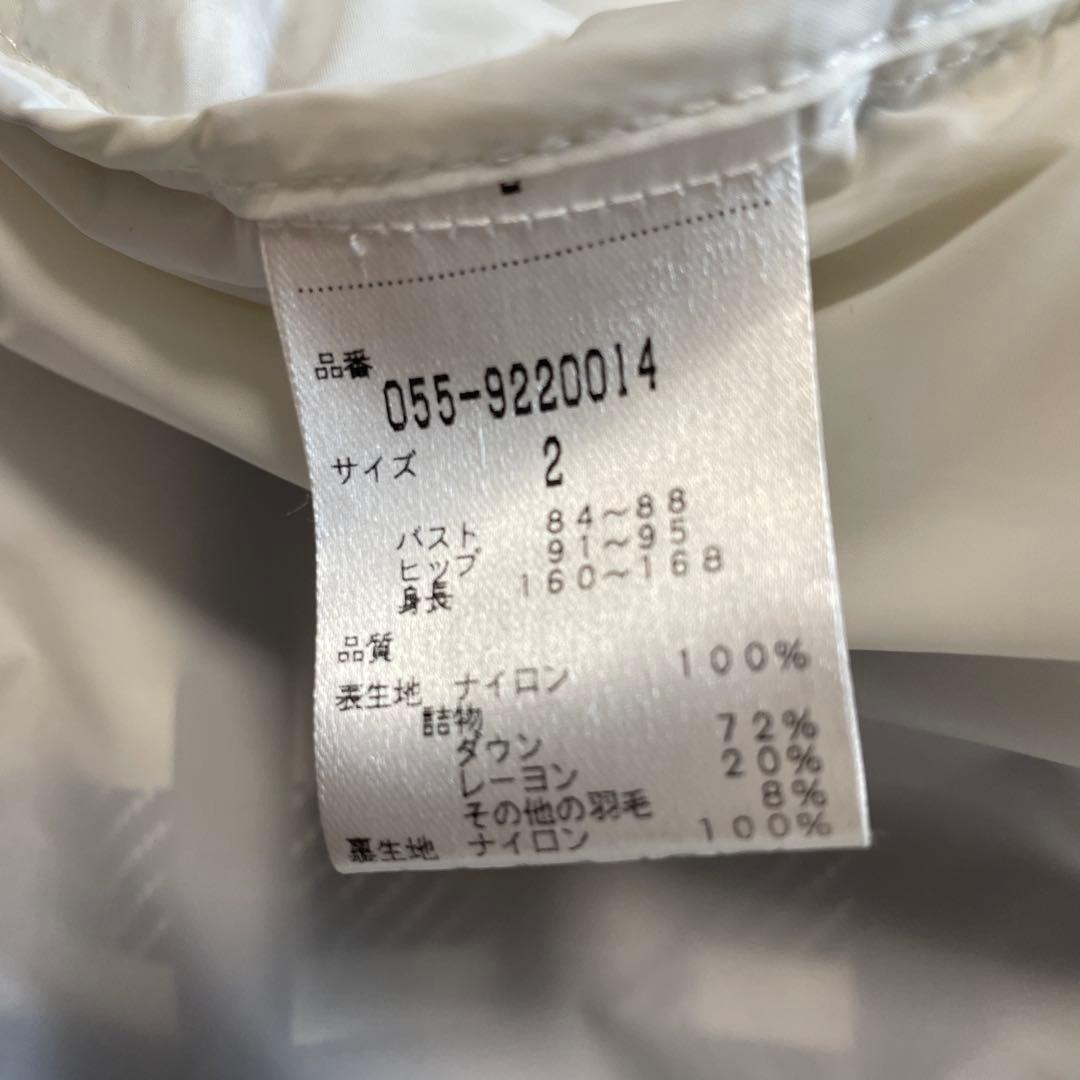 品番 055-9220014
サイズ 2
バスト 84~88
ヒップ 91~95
身長 160~168
品質
表生地 ナイロン 100%
詰物
ダウン 72%
レーヨン 20%
その他の羽毛 8%
裏生地 ナイロン 100%